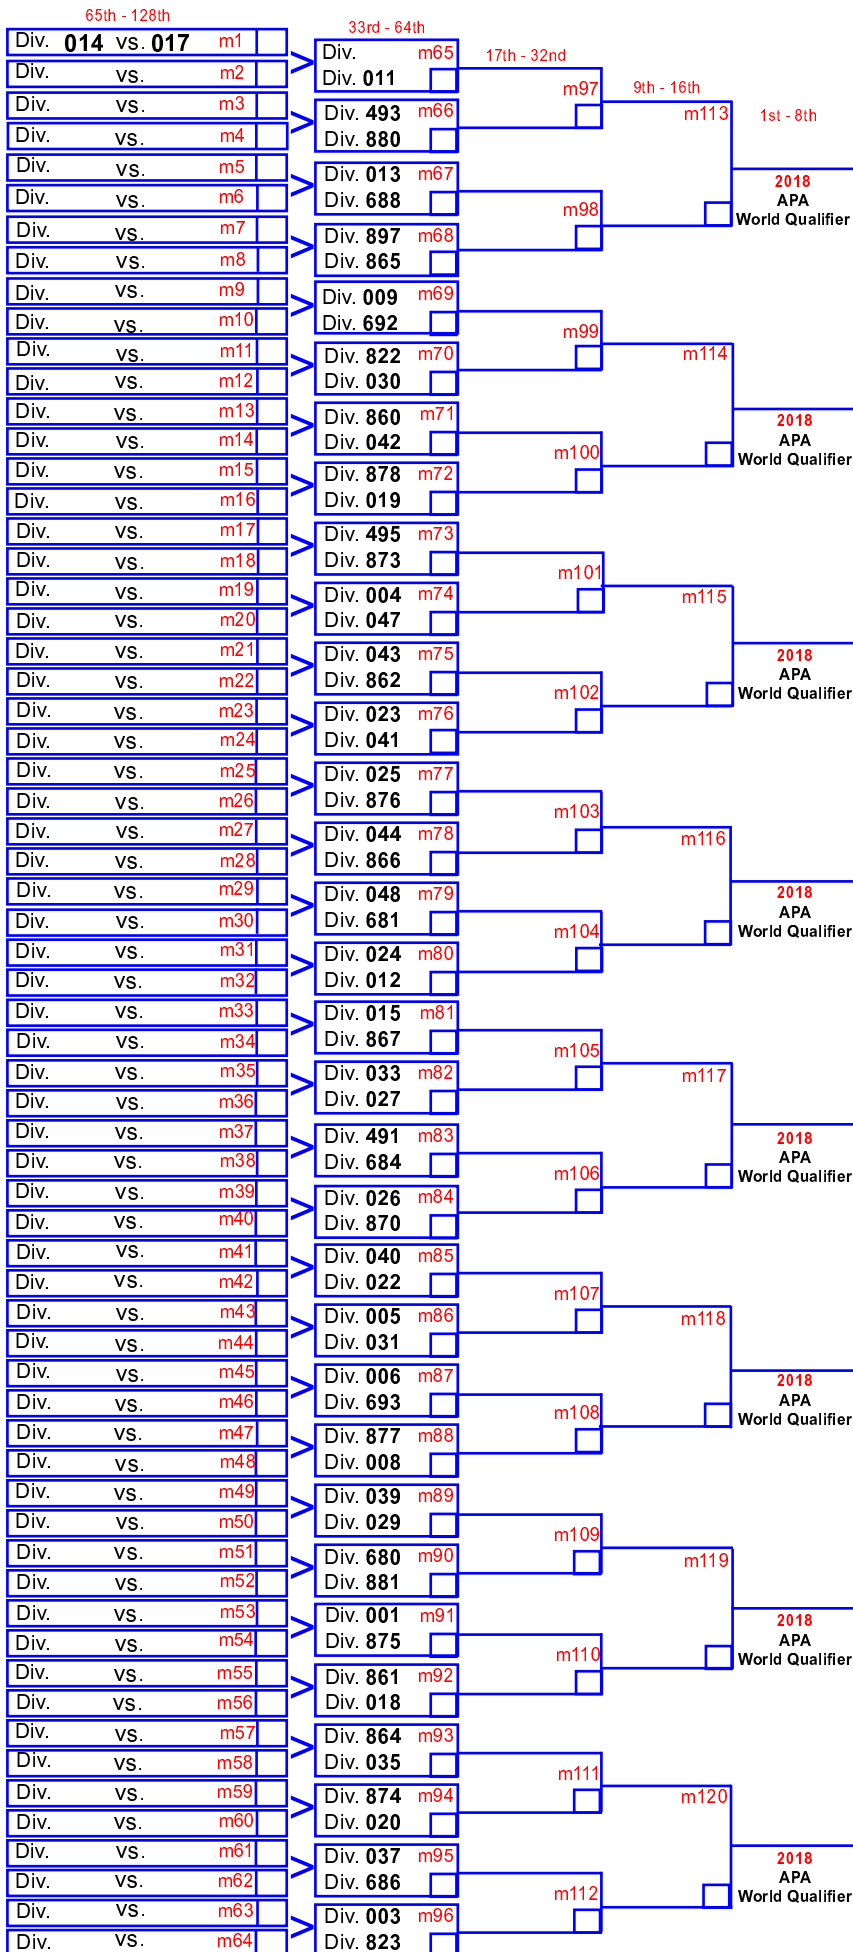 65th - 128th
Div. 014 vs. 017 m1
Div. vs. m2
Div. vs. m3
Div. vs. m4
Div. vs. m5
Div. vs. m6
Div. vs. m7
Div. vs. m8
Div. vs. m9
Div. vs. m10
Div. vs. m11
Div. vs. m12
Div. vs. m13
Div. vs. m14
Div. vs. m15
Div. vs. m16
Div. vs. m17
Div. vs. m18
Div. vs. m19
Div. vs. m20
Div. vs. m21
Div. vs. m22
Div. vs. m23
Div. vs. m24
Div. vs. m25
Div. vs. m26
Div. vs. m27
Div. vs. m28
Div. vs. m29
Div. vs. m30
Div. vs. m31
Div. vs. m32
Div. vs. m33
Div. vs. m34
Div. vs. m35
Div. vs. m36
Div. vs. m37
Div. vs. m38
Div. vs. m39
Div. vs. m40
Div. vs. m41
Div. vs. m42
Div. vs. m43
Div. vs. m44
Div. vs. m45
Div. vs. m46
Div. vs. m47
Div. vs. m48
Div. vs. m49
Div. vs. m50
Div. vs. m51
Div. vs. m52
Div. vs. m53
Div. vs. m54
Div. vs. m55
Div. vs. m56
Div. vs. m57
Div. vs. m58
Div. vs. m59
Div. vs. m60
Div. vs. m61
Div. vs. m62
Div. vs. m63
Div. vs. m64
33rd - 64th
Div. m65
Div. 011
Div. 493 m66
Div. 880
Div. 013 m67
Div. 688
Div. 897 m68
Div. 865
Div. 009 m69
Div. 692
Div. 822 m70
Div. 030
Div. 860 m71
Div. 042
Div. 878 m72
Div. 019
Div. 495 m73
Div. 873
Div. 004 m74
Div. 047
Div. 043 m75
Div. 862
Div. 023 m76
Div. 041
Div. 025 m77
Div. 876
Div. 044 m78
Div. 866
Div. 048 m79
Div. 681
Div. 024 m80
Div. 012
Div. 015 m81
Div. 867
Div. 033 m82
Div. 027
Div. 491 m83
Div. 684
Div. 026 m84
Div. 870
Div. 040 m85
Div. 022
Div. 005 m86
Div. 031
Div. 006 m87
Div. 693
Div. 877 m88
Div. 008
Div. 039 m89
Div. 029
Div. 680 m90
Div. 881
Div. 001 m91
Div. 875
Div. 861 m92
Div. 018
Div. 864 m93
Div. 035
Div. 874 m94
Div. 020
Div. 037 m95
Div. 686
Div. 003 m96
Div. 823
17th - 32nd
m97
m98
m99
m100
m101
m102
m103
m104
m105
m106
m107
m108
m109
m110
m111
m112
9th - 16th
m113
m114
m115
m116
m117
m118
m119
m120
1st - 8th
2018
APA
World Qualifier
2018
APA
World Qualifier
2018
APA
World Qualifier
2018
APA
World Qualifier
2018
APA
World Qualifier
2018
APA
World Qualifier
2018
APA
World Qualifier
2018
APA
World Qualifier